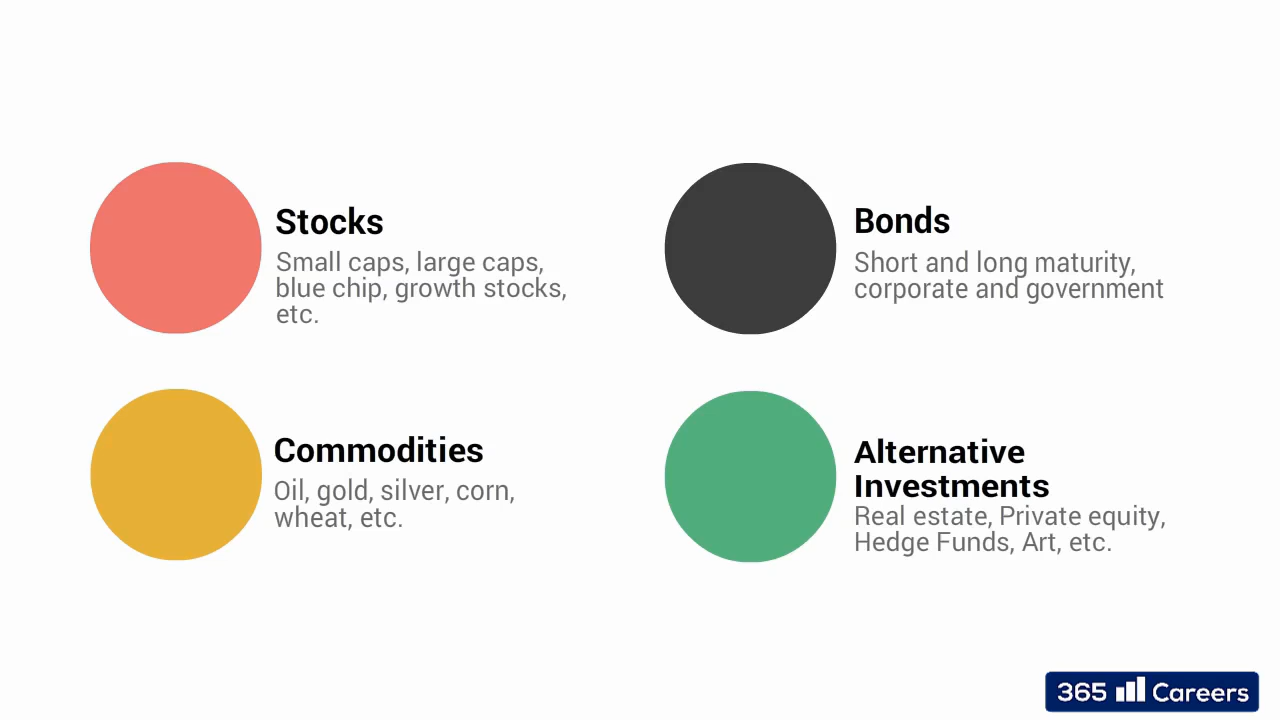 Stocks
Small caps, large caps,
blue chip, growth stocks,
etc.
Bonds
Short and long maturity,
corporate and government
Commodities
Oil, gold, silver, corn,
wheat, etc.
Alternative
Investments
Real estate, Private equity,
Hedge Funds, Art, etc.
365 Careers